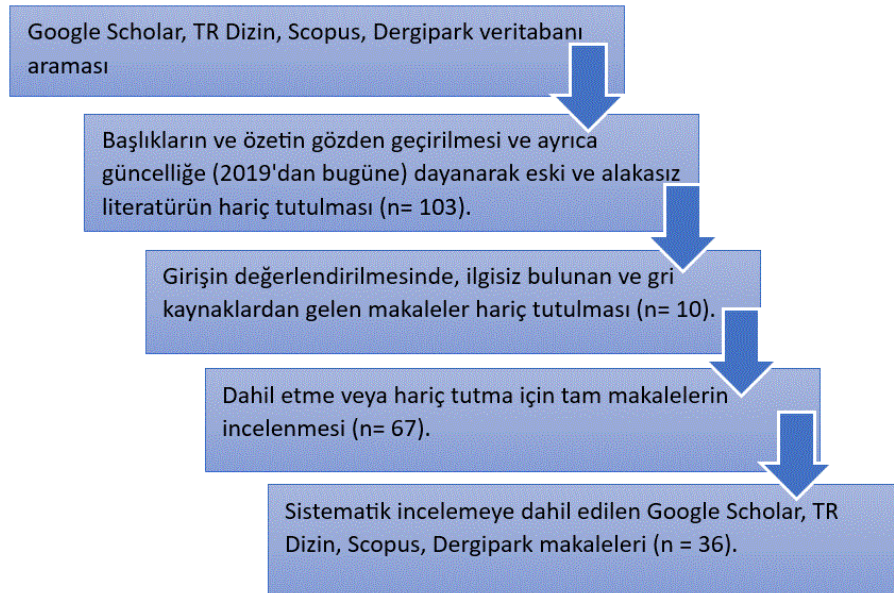 Google Scholar, TR Dizin, Scopus, Dergipark veritabanı
araması
Başlıkların ve özetin gözden geçirilmesi ve ayrıca
güncelliğe (2019'dan bugüne) dayanarak eski ve alakasız
literatürün hariç tutulması (n= 103).
Girişin değerlendirilmesinde, ilgisiz bulunan ve gri
kaynaklardan gelen makaleler hariç tutulması (n= 10).
Dahil etme veya hariç tutma için tam makalelerin
incelenmesi (n= 67).
Sistematik incelemeye dahil edilen Google Scholar, TR
Dizin, Scopus, Dergipark makaleleri (n = 36).